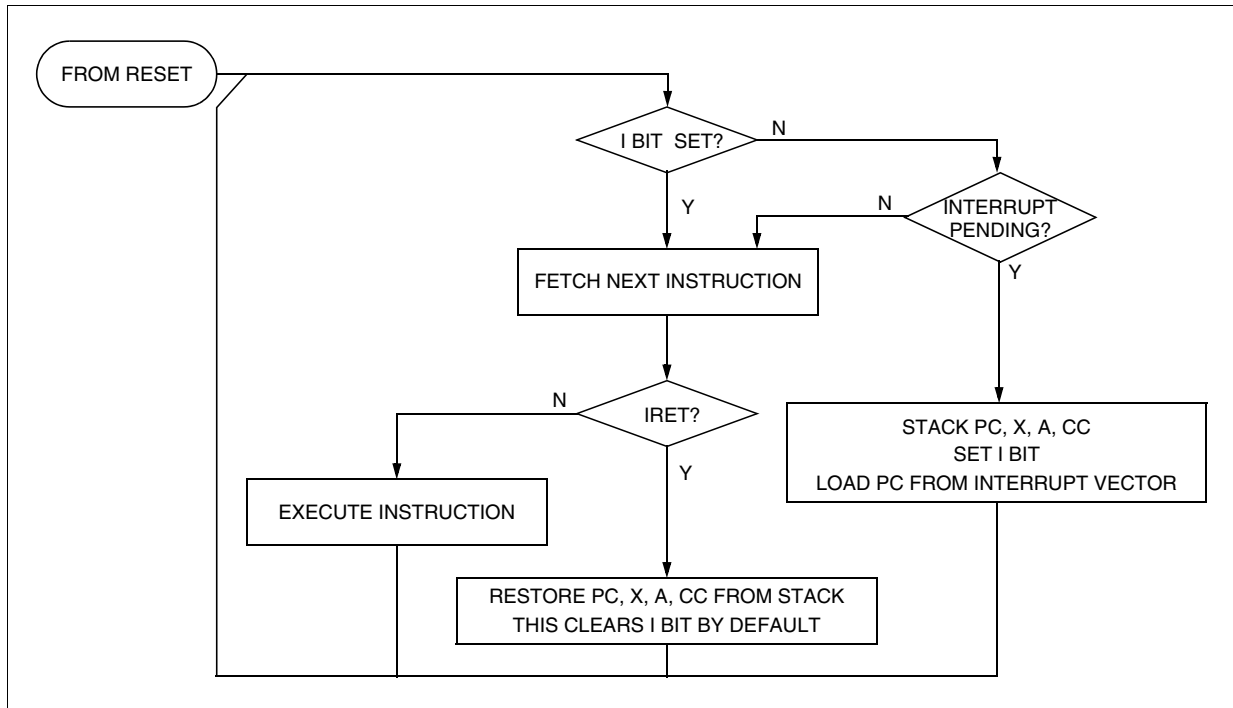 FROM RESET
I BIT SET?
N
Y
INTERRUPT
PENDING?
N
Y
FETCH NEXT INSTRUCTION
IRET?
N
Y
STACK PC, X, A, CC
SET I BIT
LOAD PC FROM INTERRUPT VECTOR
EXECUTE INSTRUCTION
RESTORE PC, X, A, CC FROM STACK
THIS CLEARS I BIT BY DEFAULT